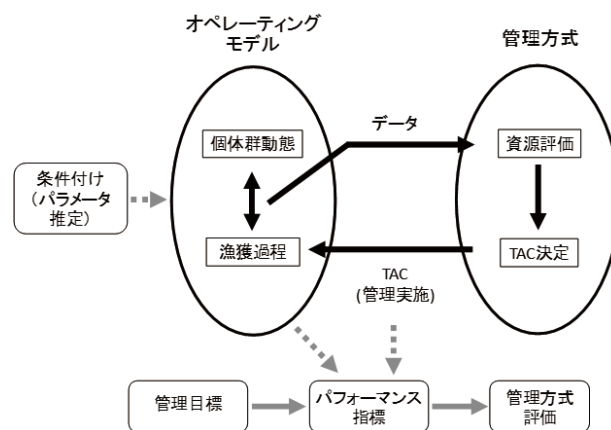 オペレーティング
モデル
管理方式
データ
個体群動態
資源評価
条件付け
(パラメータ
推定)
漁獲過程
TAC決定
TAC
(管理実施)
管理目標
パフォーマンス
指標
管理方式
評価